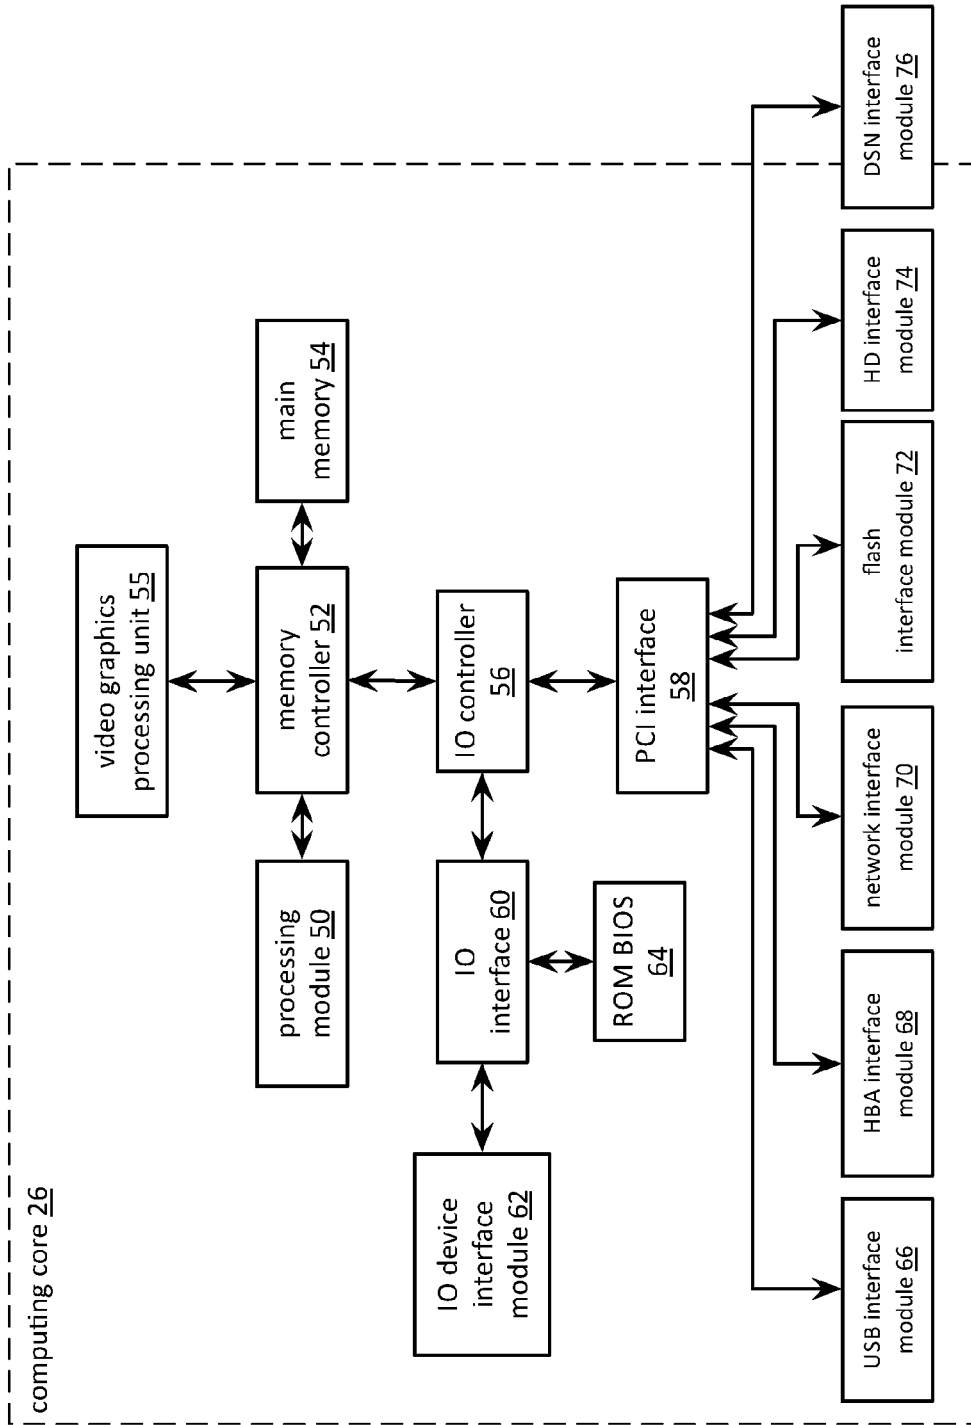 computing core 26
video graphics
processing unit 55
processing
module 50
memory
controller 52
main
memory 54
IO device
interface
module 62
IO
interface 60
IO controller
56
ROM BIOS
64
PCI interface
58
USB interface
module 66
HBA interface
module 68
network interface
module 70
flash
interface module 72
HD interface
module 74
DSN interface
module 76